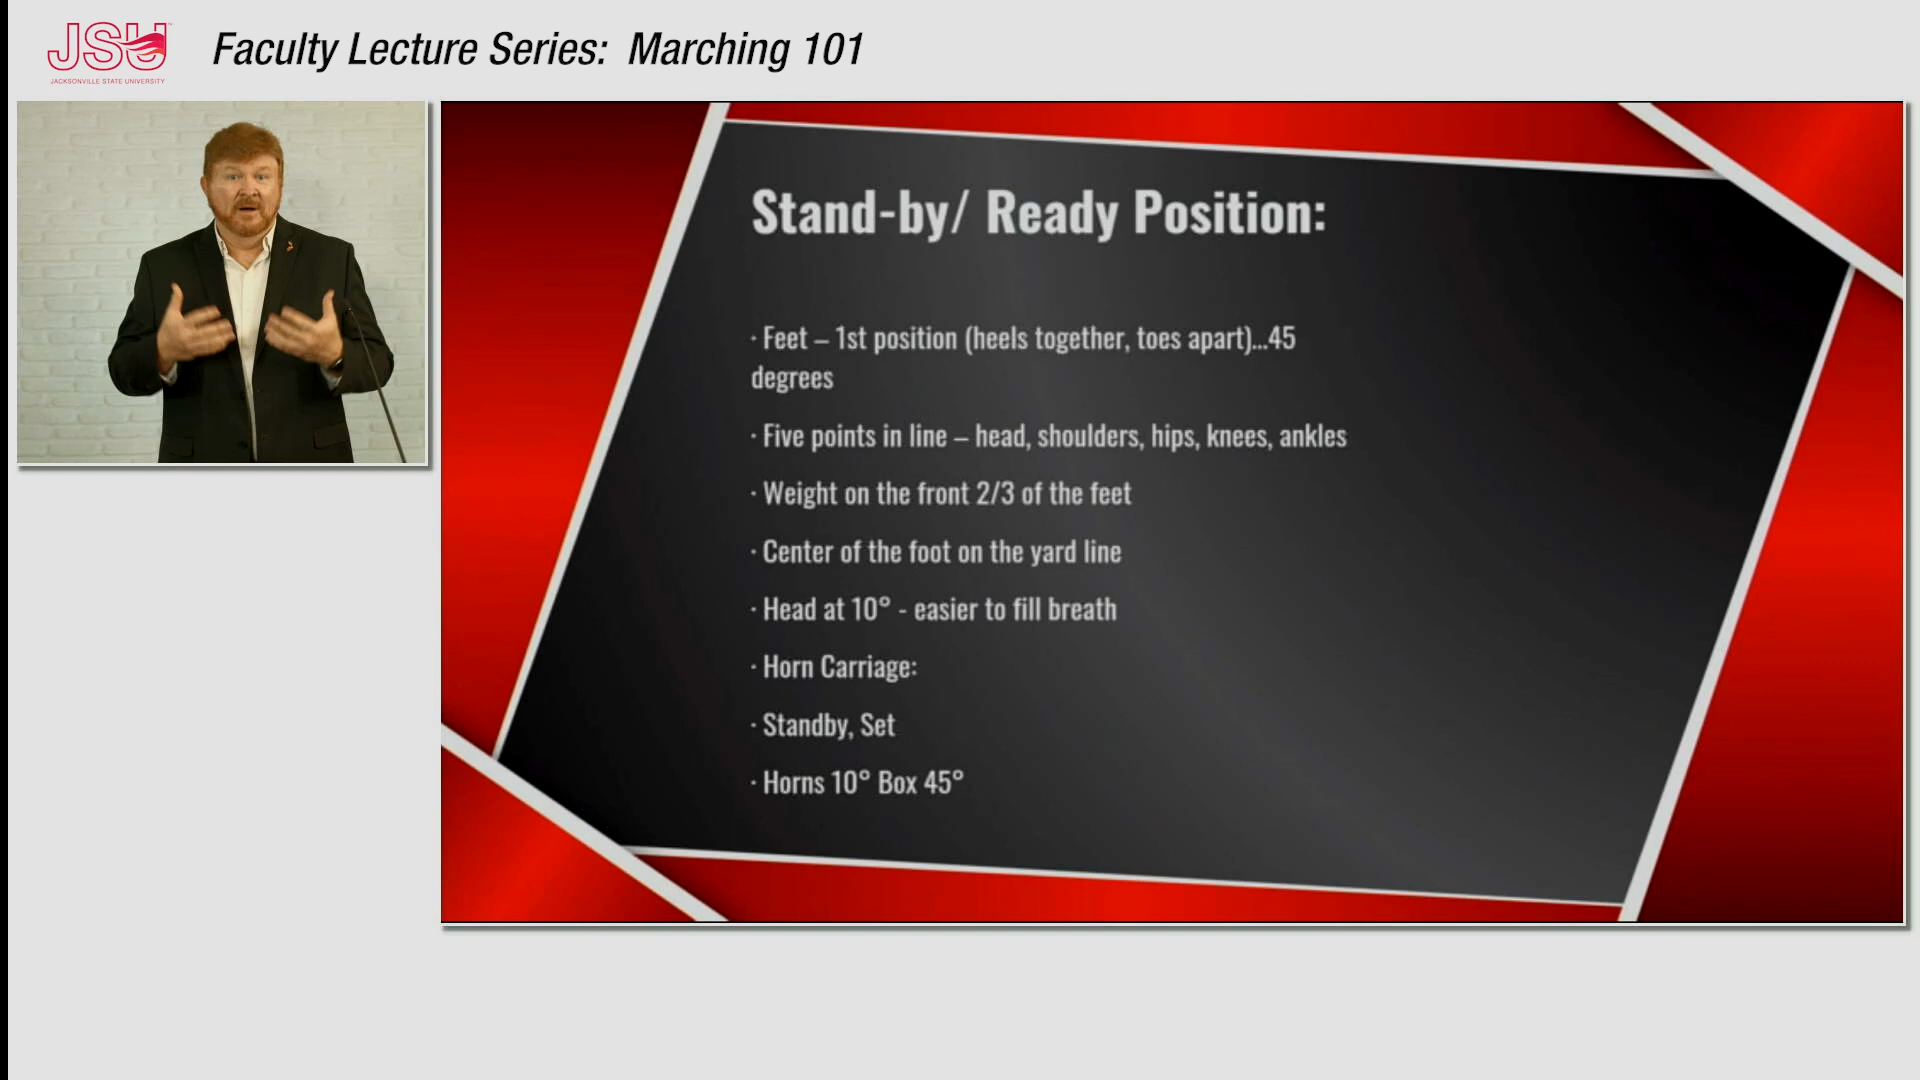 JSU
JACKSONVILLE STATE UNIVERSITY
Faculty Lecture Series: Marching 101
Stand-by/ Ready Position:
· Feet – 1st position (heels together, toes apart)...45
degrees
· Five points in line – head, shoulders, hips, knees, ankles
· Weight on the front 2/3 of the feet
· Center of the foot on the yard line
· Head at 10° - easier to fill breath
· Horn Carriage:
· Standby, Set
· Horns 10° Box 45°